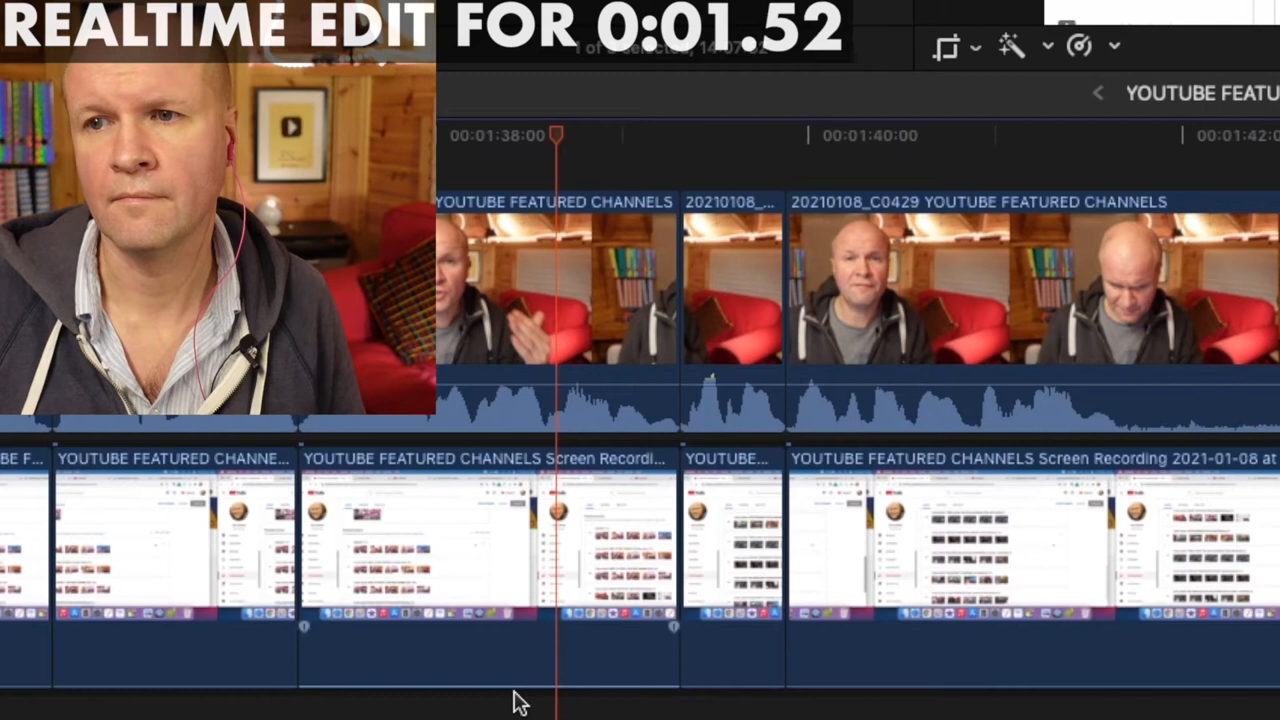 REALTIME EDIT FOR 0:01.52
YOUTUBE FEATU
00:01:38:00
00:01:40:00
00:01:42:0
YOUTUBE FEATURED CHANNELS
20210108_...
20210108_C0429 YOUTUBE FEATURED CHANNELS
BE F...
YOUTUBE FEATURED CHANNE...
YOUTUBE FEATURED CHANNELS Screen Recordi...
YOUTUBE...
YOUTUBE FEATURED CHANNELS Screen Recording 2021-01-08 at